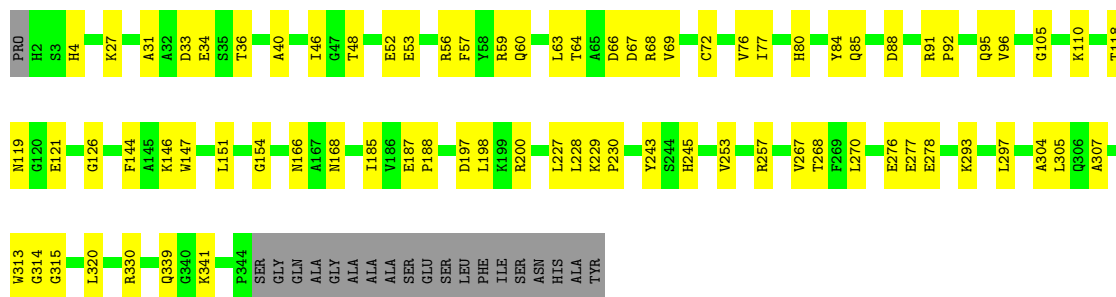 PRO H2 S3 H4 K27 A31 A32 D33 E34 S35 T36 A40 I46 G47 T48 E52 E53 R56 F57 Y58 R59 Q60 L63 T64 A65 D66 D67 R68 V69 C72 V76 I77 H80 Y84 Q85 D88 R91 P92 Q95 V96 G105 K110 T118
N119 G120 E121 G126 F144 A145 K146 W147 L151 G154 N166 A167 N168 I185 V186 E187 P188 D197 L198 K199 R200 L227 L228 K229 P230 Y243 S244 H245 V253 R257 V267 T268 F269 L270 E276 E277 E278 K293 L297 A304 L305 Q306 A307
W313 G314 G315 L320 R330 Q339 G340 K341 P344 SER GLY GLN ALA GLY ALA ALA ALA SER GLU SER LEU PHE ILE SER ASN HIS ALA TYR